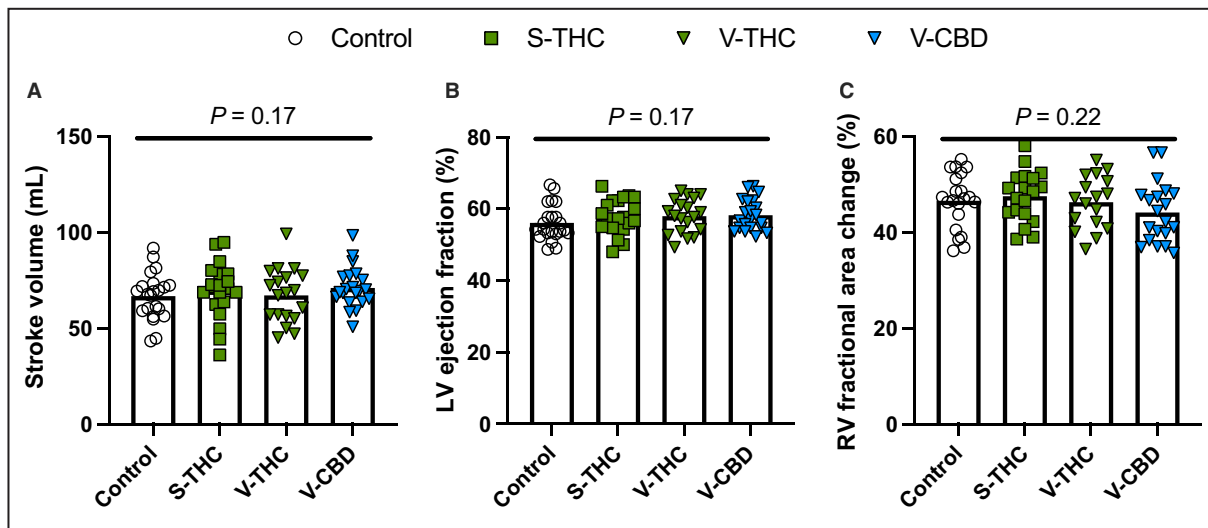 Control S-THC V-THC V-CBD
A
P = 0.17
Stroke volume (mL)
150
100
50
0
Control
S-THC
V-THC
V-CBD
B
P = 0.17
LV ejection fraction (%)
80
60
40
20
0
Control
S-THC
V-THC
V-CBD
C
P = 0.22
RV fractional area change (%)
60
40
20
0
Control
S-THC
V-THC
V-CBD